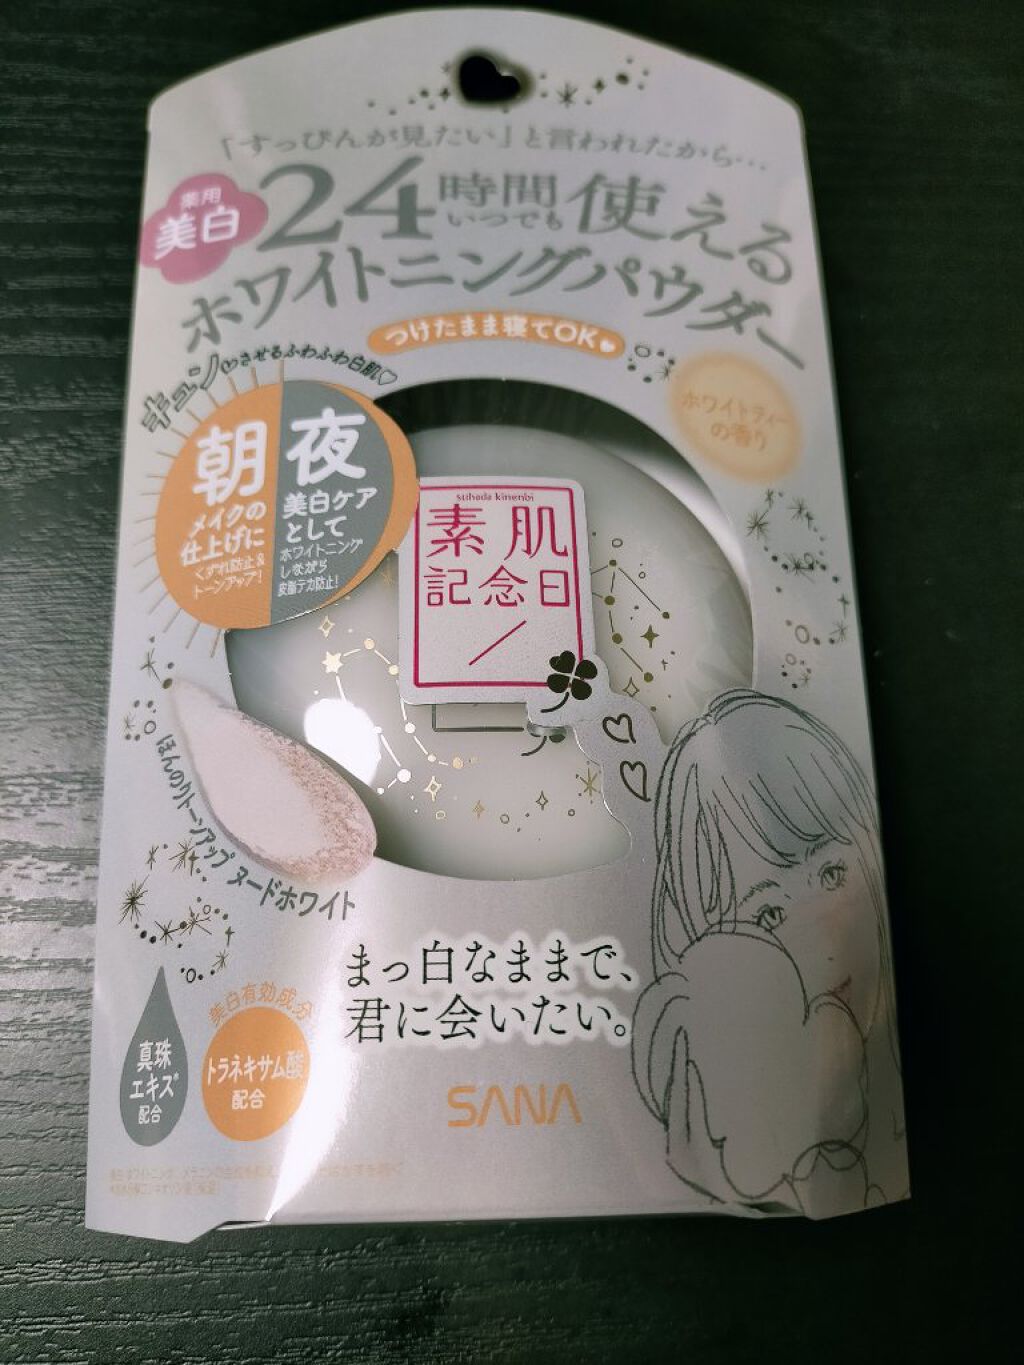 「すっぴんが見たい」と言われたから…
薬用
美白
24時間いつでも使える
ホワイトニングパウダー
つけたまま寝てOK
キュンとさせるふわふわ白肌♡
ホワイトティー
の香り
朝
メイクの
仕上げに
くずれ防止&
トーンアップ!
夜
美白ケア
として
ホワイトニング
しながら
皮脂テカ防止!
suhada kinenbi
素肌
記念日
ほんのりトーンアップ ヌードホワイト
まっ白なままで、
君に会いたい。
真珠
エキス*
配合
美白有効成分
トラネキサム酸
配合
SANA